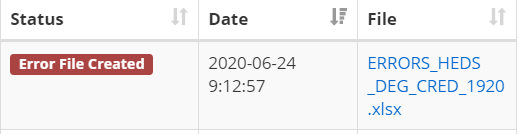 Status Date File
Error File Created 2020-06-24 ERRORS_HEDS
9:12:57 _DEG_CRED_1920
.xlsx